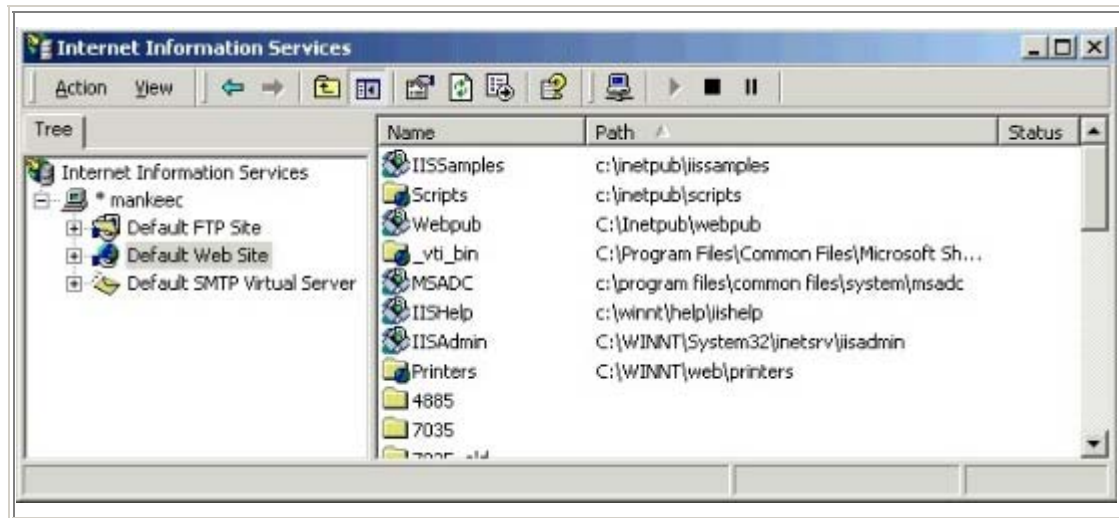 Internet Information Services
Action View
Tree
Name Path Status
Internet Information Services
* mankeec
Default FTP Site
Default Web Site
Default SMTP Virtual Server
IISSamples c:\inetpub\iissamples
Scripts c:\inetpub\scripts
Webpub C:\Inetpub\webpub
_vti_bin C:\Program Files\Common Files\Microsoft Sh...
MSADC c:\program files\common files\system\msadc
IISHelp c:\winnt\help\iishelp
IISAdmin C:\WINNT\System32\inetsrv\iisadmin
Printers C:\WINNT\web\printers
4885
7035